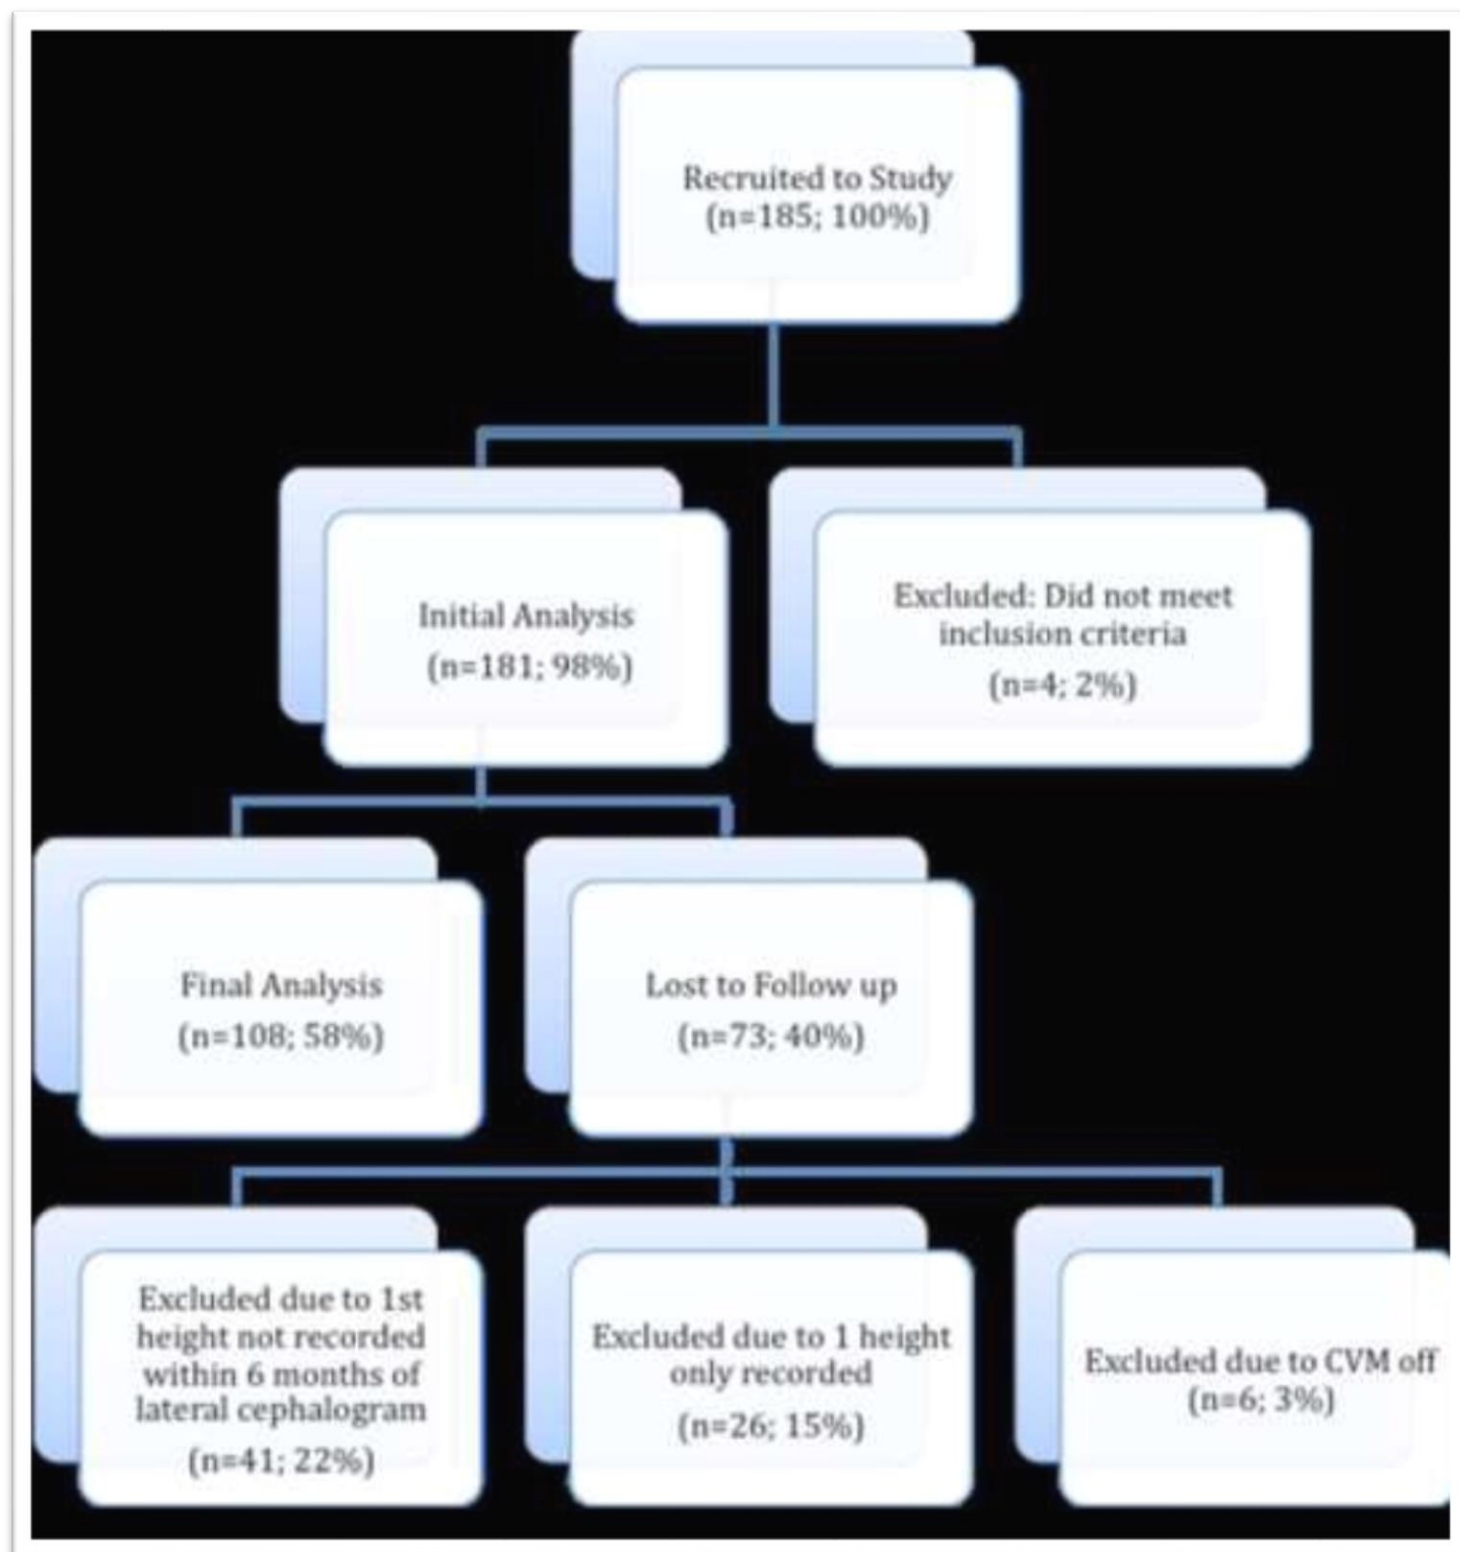 Recruited to Study
(n=185; 100%)
Initial Analysis
(n=181; 98%)
Excluded: Did not meet
inclusion criteria
(n=4; 2%)
Final Analysis
(n=108; 58%)
Lost to Follow up
(n=73; 40%)
Excluded due to 1st
height not recorded
within 6 months of
lateral cephalogram
(n=41; 22%)
Excluded due to 1 height
only recorded
(n=26; 15%)
Excluded due to CVM off
(n=6; 3%)